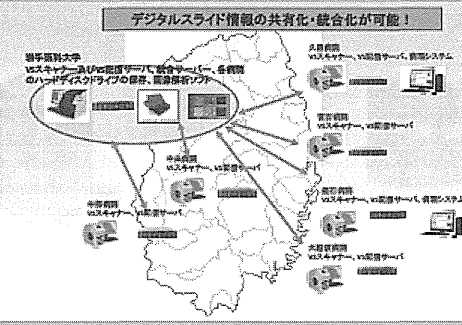 デジタルスライド情報の共有化・統合化が可能！
岩手医科大学
VSスキャナー及びVS配信サーバ、統合サーバー、各病院
のハードディスクドライブの保存、画像解析ソフト
久慈病院
VSスキャナー、VS配信サーバ、病理システム
宮古病院
VSスキャナー、VS配信サーバ
中央病院
VSスキャナー、VS配信サーバ
中部病院
VSスキャナー、VS配信サーバ
釜石病院
VSスキャナー、VS配信サーバ、病理システム
大船渡病院
VSスキャナー、VS配信サーバ